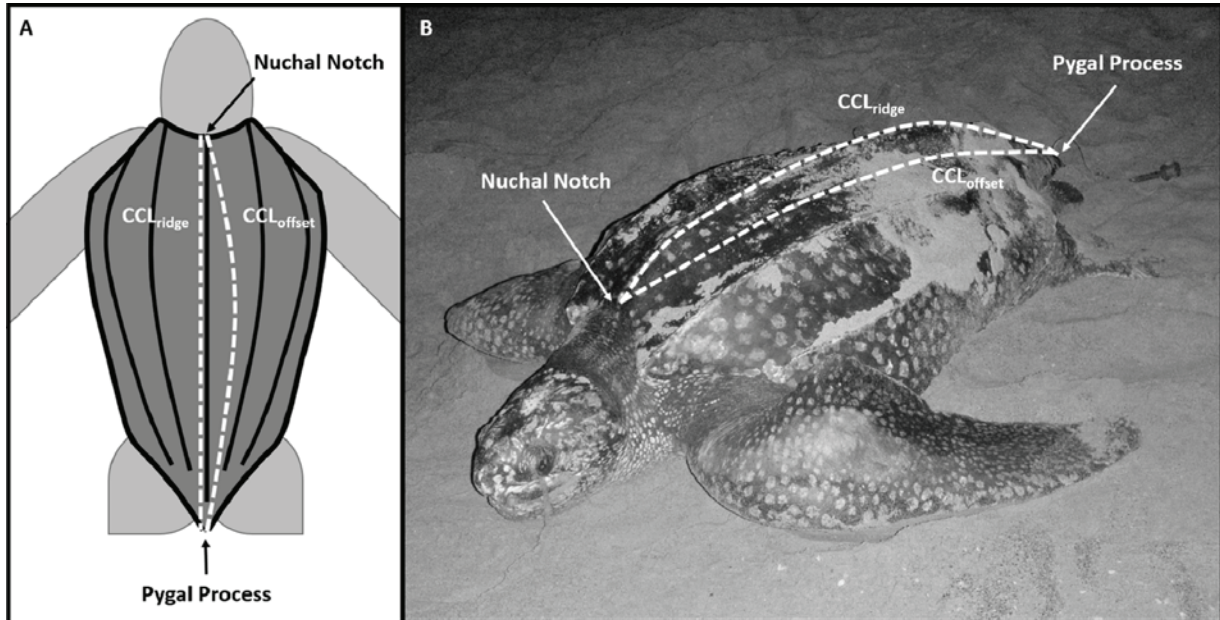 A
Nuchal Notch
CCLridge
CCLoffset
Pygal Process
B
Pygal Process
CCLridge
CCLoffset
Nuchal Notch